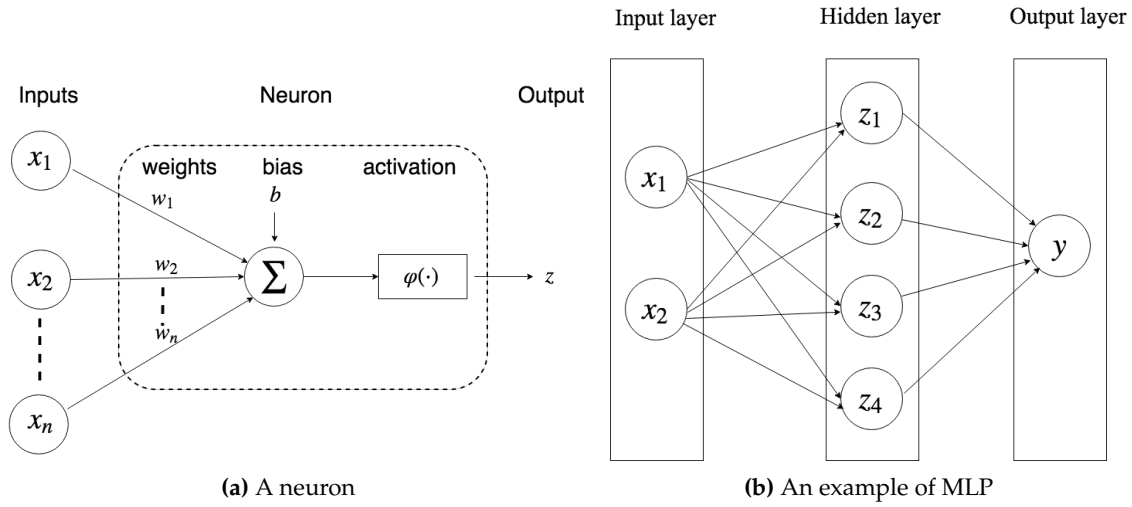 Inputs
Neuron
Output
x₁
weights
bias
activation
w₁
b
x₂
w₂
Σ
φ(·)
z
wₙ
xₙ
(a) A neuron
Input layer
Hidden layer
Output layer
z₁
x₁
z₂
y
x₂
z₃
z₄
(b) An example of MLP